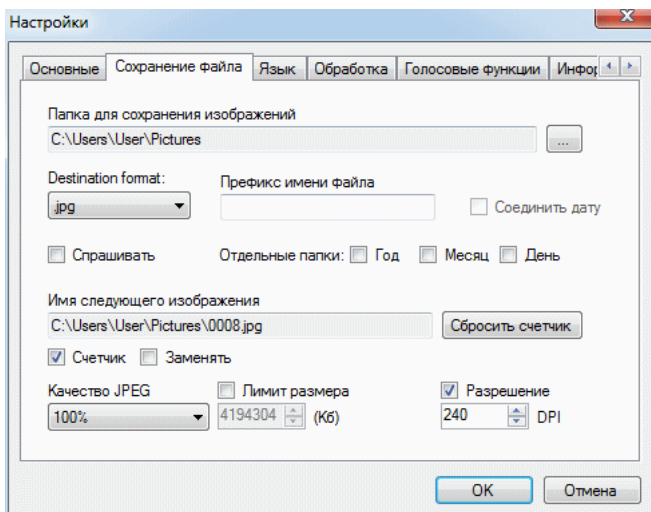 Настройки
Основные Сохранение файла Язык Обработка Голосовые функции
Папка для сохранения изображений
C:\Users\User\Pictures
...
Destination format: Префикс имени файла
.jpg Соединить дату
Спрашивать Отдельные папки: Год Месяц День
Имя следующего изображения
C:\Users\User\Pictures\0008.jpg Сбросить счетчик
Счетчик Заменять
Качество JPEG Лимит размера Разрешение
100% 4194304 (Кб) 240 DPI
OK Отмена